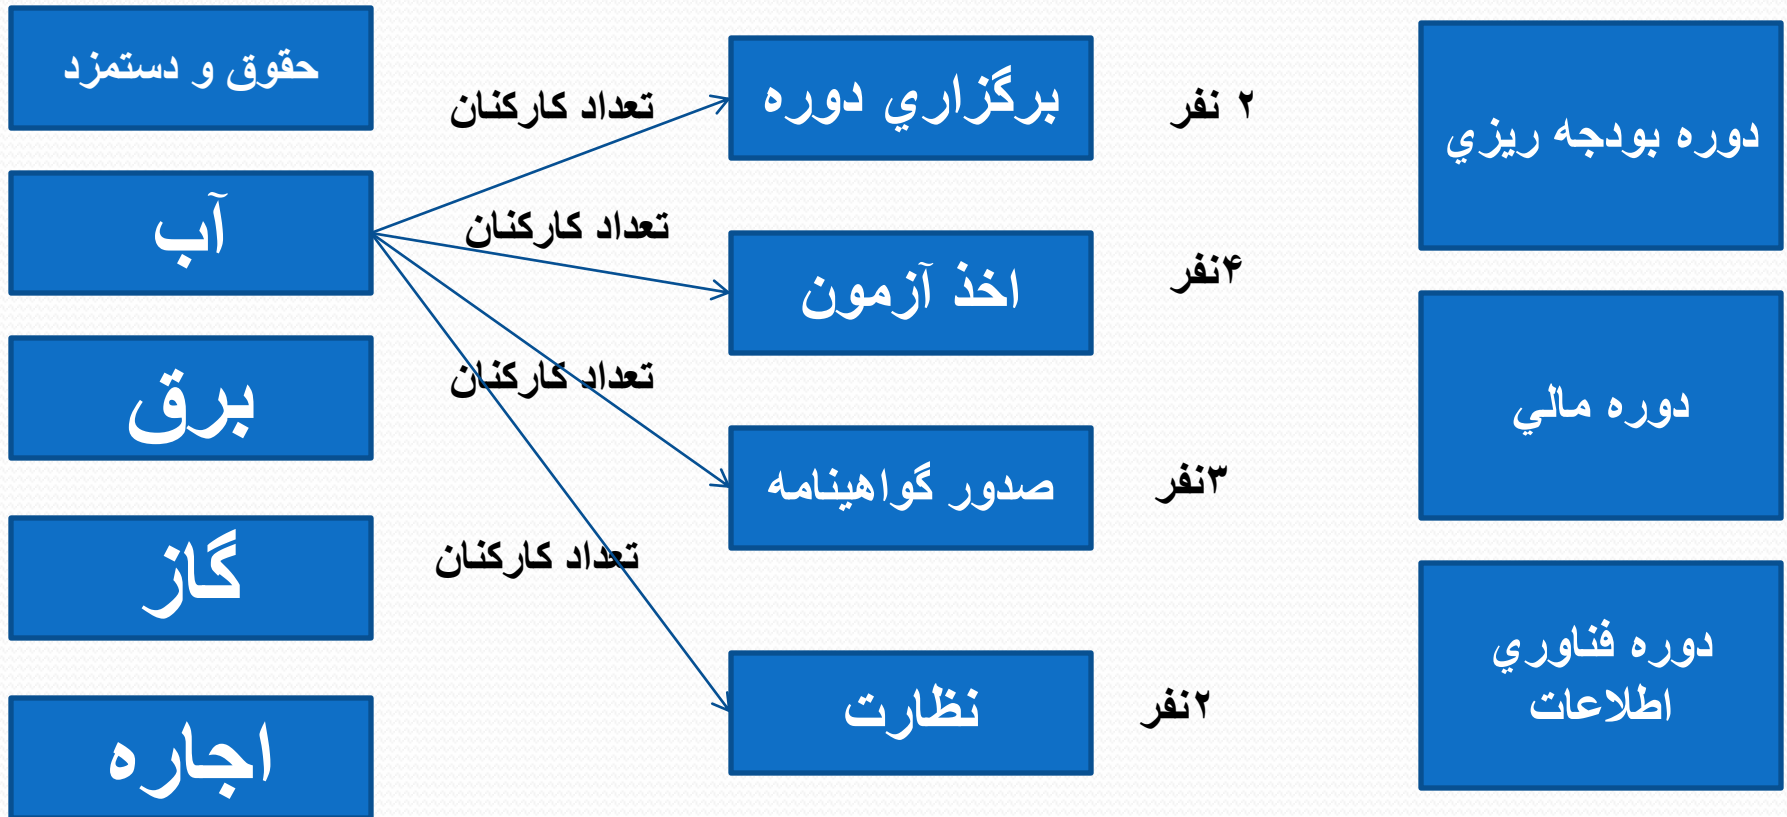 حقوق و دستمزد
آب
برق
گاز
اجاره
تعداد کارکنان
تعداد کارکنان
تعداد کارکنان
تعداد کارکنان
برگزاري دوره
اخذ آزمون
صدور گواهينامه
نظارت
۲ نفر
۴نفر
۳نفر
۲نفر
دوره بودجه ريزي
دوره مالي
دوره فناوري
اطلاعات